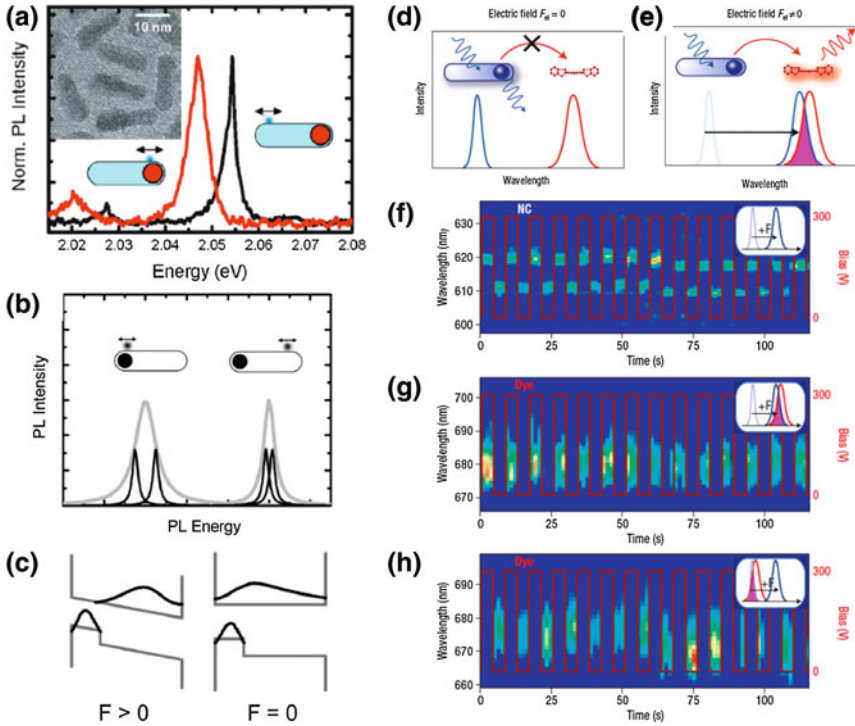 (a)
10 nm
Norm. PL Intensity
2.02 2.03 2.04 2.05 2.06 2.07 2.08
Energy (eV)
(b)
PL Intensity
PL Energy
(c)
F > 0
F = 0
(d)
Electric field Fel = 0
Intensity
Wavelength
(e)
Electric field Fel ≠ 0
Intensity
Wavelength
(f)
NC
Wavelength (nm)
630
620
610
600
0 25 50 75 100
Time (s)
300
0
Bias (V)
+F
(g)
Dye
Wavelength (nm)
700
690
680
670
0 25 50 75 100
Time (s)
300
0
Bias (V)
+F
(h)
Dye
Wavelength (nm)
690
680
670
660
0 25 50 75 100
Time (s)
300
0
Bias (V)
+F